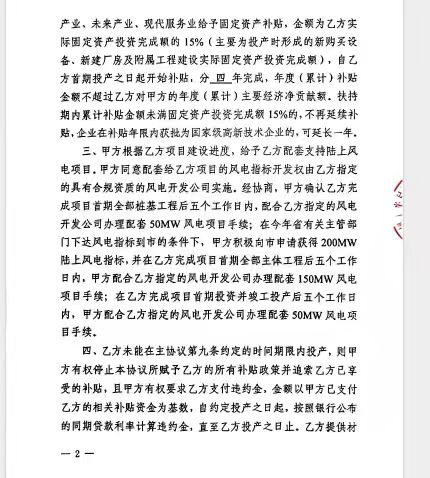 产业、未来产业、现代服务业给予固定资产补贴，金额为乙方实
际固定资产投资完成额的 15%（主要为投产时形成的新购买设
备、新建厂房及附属工程建设实际固定资产投资完成额），自乙
方首期投产之日起开始补贴，分 四 年完成，年度（累计）补贴
金额不超过乙方对甲方的年度（累计）主要经济净贡献额。扶持
期内累计补贴金额未满固定资产投资完成额 15%的，不再延续补
贴，企业在补贴年限内获批为国家级高新技术企业的，可延长一年。
三、甲方根据乙方项目建设进度，给予乙方配套支持陆上风
电项目。甲方同意配套给乙方项目的风电指标开发权由乙方指定
的具有合规资质的风电开发公司实施。经协商，甲方确认乙方完
成项目首期全部桩基工程后五个工作日内，配合乙方指定的风电
开发公司办理配套 50MW 风电项目手续；在今年省有关主管部
门下达风电指标到市的条件下，甲方积极向市申请获得 200MW
陆上风电指标，并在乙方完成项目首期全部主体工程后五个工作
日内，甲方配合乙方指定的风电开发公司办理配套 150MW 风电
项目手续；在乙方完成项目首期投资并竣工投产后五个工作日
内，甲方配合乙方指定的风电开发公司办理配套 50MW 风电项
目手续。
四、乙方未能在主协议第九条约定的时间期限内投产，则甲
方有权停止本协议所赋予乙方的所有补贴政策并追索乙方已享
受的补贴，且甲方有权要求乙方支付违约金，金额以甲方已支付
乙方的相关补贴资金为基数，自约定投产之日起，按照银行公布
的同期贷款利率计算违约金，直至乙方投产之日止。乙方提供材
— 2 —